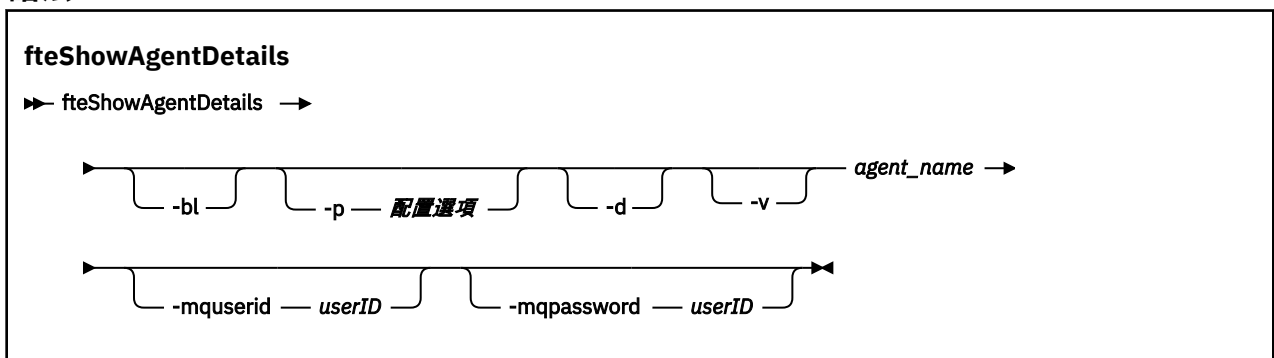 fteShowAgentDetails
fteShowAgentDetails
-bl -p 配置選項 -d -v agent_name
-mquserid userID -mqpassword userID